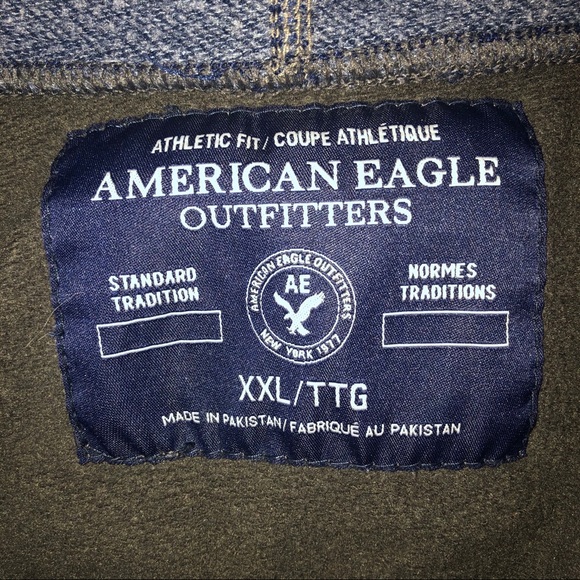 ATHLETIC FIT/ COUPE ATHLÉTIQUE
AMERICAN EAGLE
OUTFITTERS
STANDARD
TRADITION
AMERICAN EAGLE OUTFITTERS
AE
NEW YORK 1977
NORMES
TRADITIONS
XXL/TTG
MADE IN PAKISTAN/FABRIQUÉ AU PAKISTAN